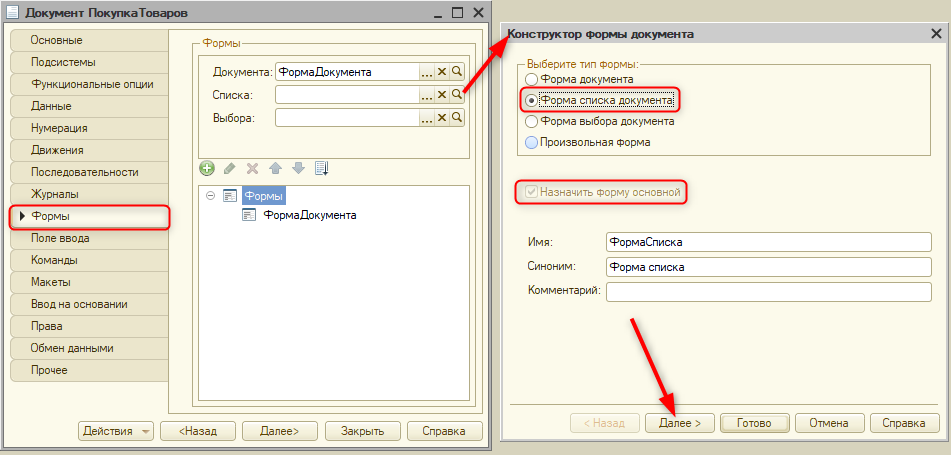 Документ ПокупкаТоваров
Основные
Подсистемы
Функциональные опции
Данные
Нумерация
Движения
Последовательности
Журналы
Формы
Поле ввода
Команды
Макеты
Ввод на основании
Права
Обмен данными
Прочее
Формы
Документа: ФормаДокумента ...
Списка: ...
Выбора: ...
Формы
ФормаДокумента
Действия <Назад Далее> Закрыть Справка
Конструктор формы документа
Выберите тип формы:
Форма документа
Форма списка документа
Форма выбора документа
Произвольная форма
Назначить форму основной
Имя: ФормаСписка
Синоним: Форма списка
Комментарий:
< Назад Далее > Готово Отмена Справка